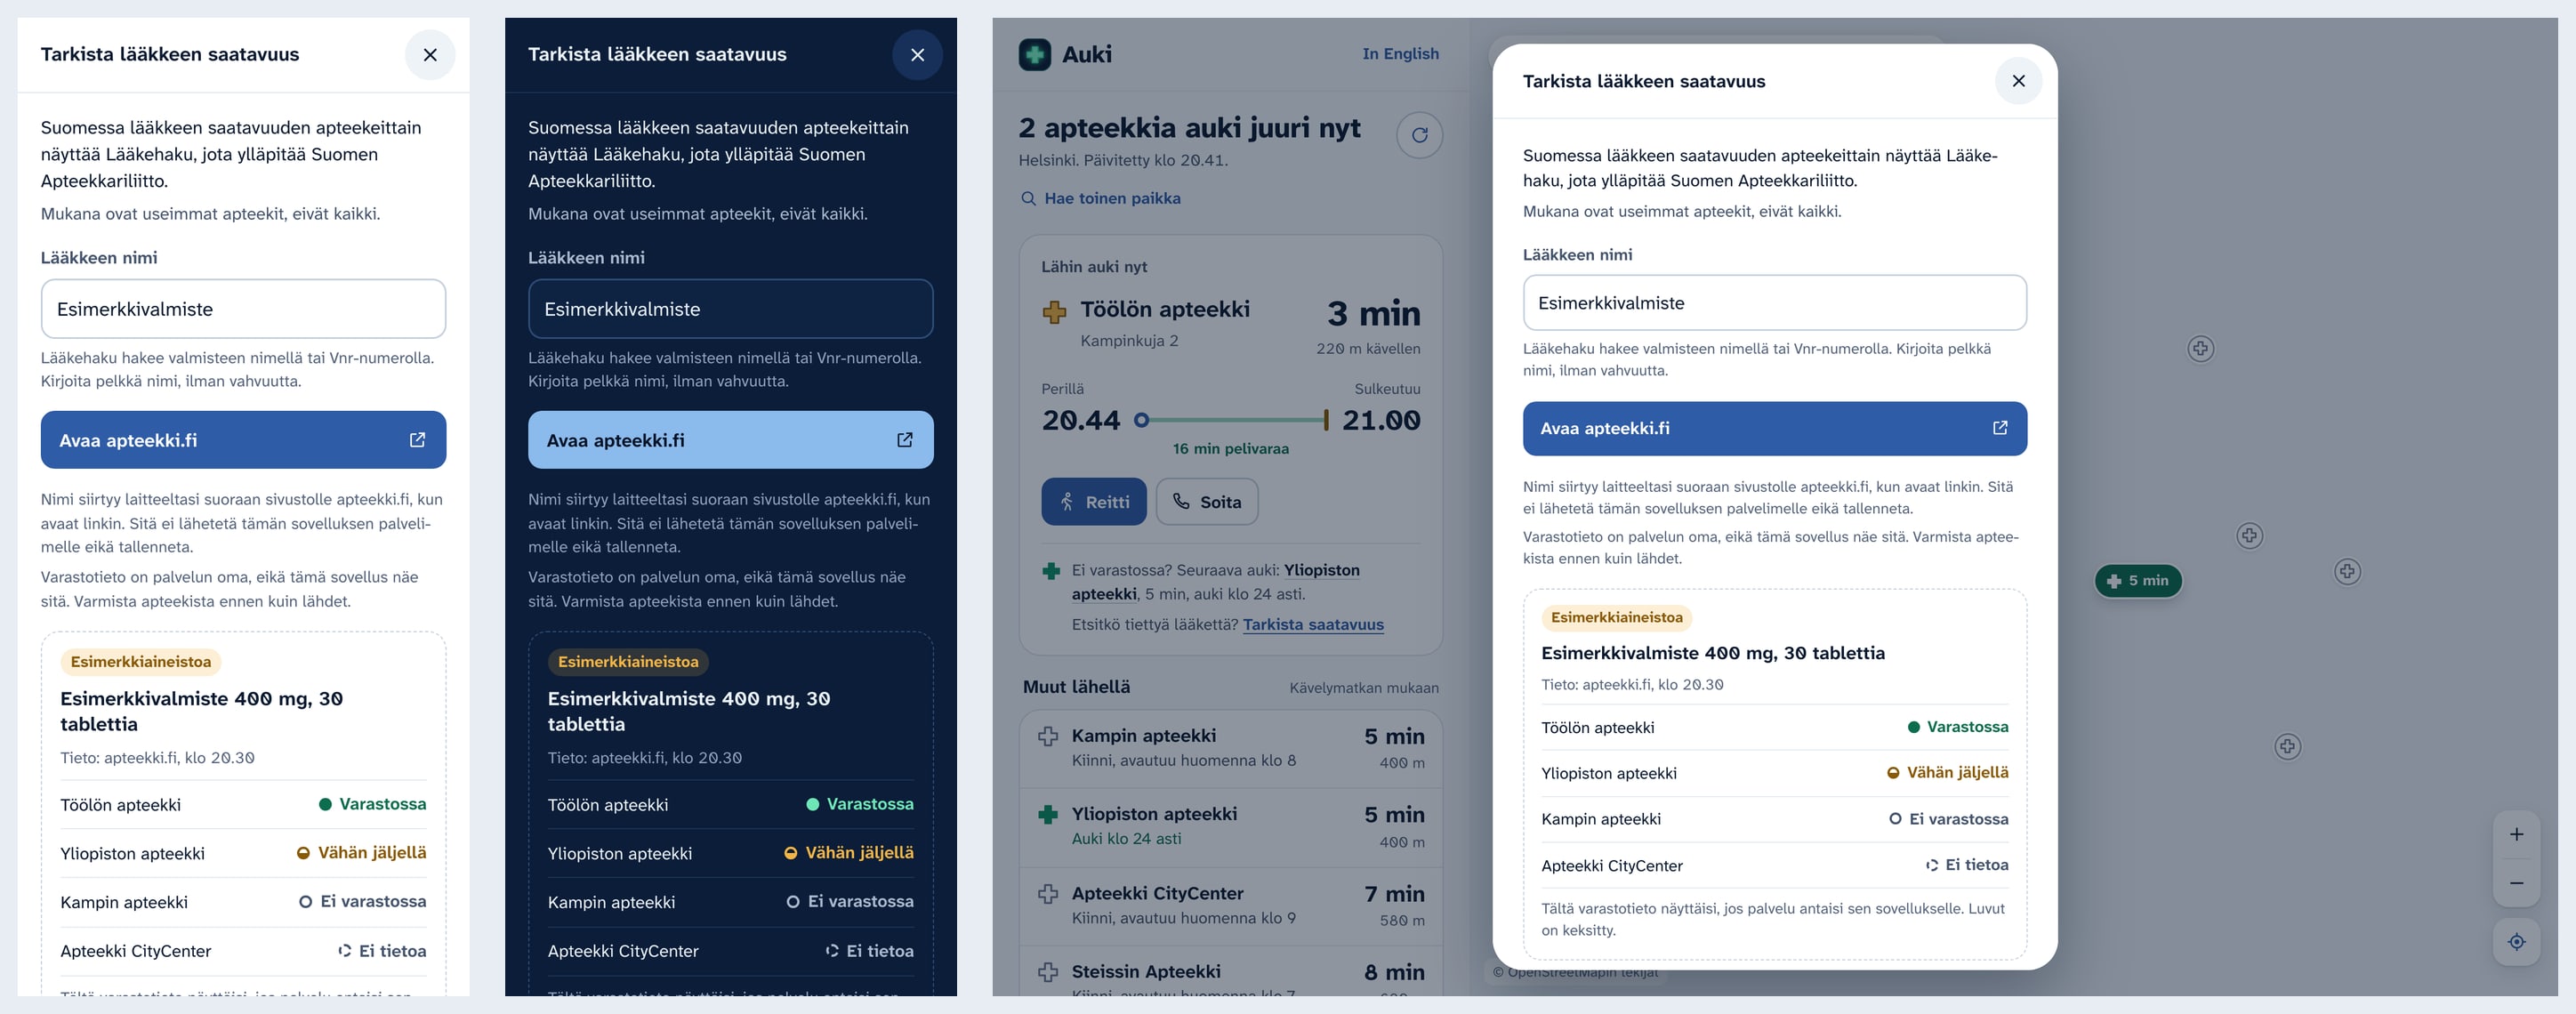 Tarkista lääkkeen saatavuus
Suomessa lääkkeen saatavuuden apteekeittain
näyttää Lääkehaku, jota ylläpitää Suomen
Apteekkariliitto.
Mukana ovat useimmat apteekit, eivät kaikki.
Lääkkeen nimi
Esimerkkivalmiste
Lääkehaku hakee valmisteen nimellä tai Vnr-numerolla.
Kirjoita pelkkä nimi, ilman vahvuutta.
Avaa apteekki.fi
Nimi siirtyy laitteeltasi suoraan sivustolle apteekki.fi, kun
avaat linkin. Sitä ei lähetetä tämän sovelluksen palveli-
melle eikä tallenneta.
Varastotieto on palvelun oma, eikä tämä sovellus näe
sitä. Varmista apteekista ennen kuin lähdet.
Esimerkkiaineistoa
Esimerkkivalmiste 400 mg, 30
tablettia
Tieto: apteekki.fi, klo 20.30
Töölön apteekki Varastossa
Yliopiston apteekki Vähän jäljellä
Kampin apteekki Ei varastossa
Apteekki CityCenter Ei tietoa
Tarkista lääkkeen saatavuus
Suomessa lääkkeen saatavuuden apteekeittain
näyttää Lääkehaku, jota ylläpitää Suomen
Apteekkariliitto.
Mukana ovat useimmat apteekit, eivät kaikki.
Lääkkeen nimi
Esimerkkivalmiste
Lääkehaku hakee valmisteen nimellä tai Vnr-numerolla.
Kirjoita pelkkä nimi, ilman vahvuutta.
Avaa apteekki.fi
Nimi siirtyy laitteeltasi suoraan sivustolle apteekki.fi, kun
avaat linkin. Sitä ei lähetetä tämän sovelluksen palveli-
melle eikä tallenneta.
Varastotieto on palvelun oma, eikä tämä sovellus näe
sitä. Varmista apteekista ennen kuin lähdet.
Esimerkkiaineistoa
Esimerkkivalmiste 400 mg, 30
tablettia
Tieto: apteekki.fi, klo 20.30
Töölön apteekki Varastossa
Yliopiston apteekki Vähän jäljellä
Kampin apteekki Ei varastossa
Apteekki CityCenter Ei tietoa
Auki In English
2 apteekkia auki juuri nyt
Helsinki. Päivitetty klo 20.41.
Hae toinen paikka
Lähin auki nyt
Töölön apteekki 3 min
Kampinkuja 2 220 m kävellen
Perillä Sulkeutuu
20.44 21.00
16 min pelivaraa
Reitti Soita
Ei varastossa? Seuraava auki: Yliopiston
apteekki, 5 min, auki klo 24 asti.
Etsitkö tiettyä lääkettä? Tarkista saatavuus
Muut lähellä Kävelymatkan mukaan
Kampin apteekki 5 min
Kiinni, avautuu huomenna klo 8 400 m
Yliopiston apteekki 5 min
Auki klo 24 asti 400 m
Apteekki CityCenter 7 min
Kiinni, avautuu huomenna klo 9 580 m
Steissin Apteekki 8 min
Tarkista lääkkeen saatavuus
Suomessa lääkkeen saatavuuden apteekeittain näyttää Lääke-
haku, jota ylläpitää Suomen Apteekkariliitto.
Mukana ovat useimmat apteekit, eivät kaikki.
Lääkkeen nimi
Esimerkkivalmiste
Lääkehaku hakee valmisteen nimellä tai Vnr-numerolla. Kirjoita pelkkä
nimi, ilman vahvuutta.
Avaa apteekki.fi
Nimi siirtyy laitteeltasi suoraan sivustolle apteekki.fi, kun avaat linkin. Sitä
ei lähetetä tämän sovelluksen palvelimelle eikä tallenneta.
Varastotieto on palvelun oma, eikä tämä sovellus näe sitä. Varmista aptee-
kista ennen kuin lähdet.
Esimerkkiaineistoa
Esimerkkivalmiste 400 mg, 30 tablettia
Tieto: apteekki.fi, klo 20.30
Töölön apteekki Varastossa
Yliopiston apteekki Vähän jäljellä
Kampin apteekki Ei varastossa
Apteekki CityCenter Ei tietoa
Tältä varastotieto näyttäisi, jos palvelu antaisi sen sovellukselle. Luvut
on keksitty.
5 min
© OpenStreetMapin tekijät